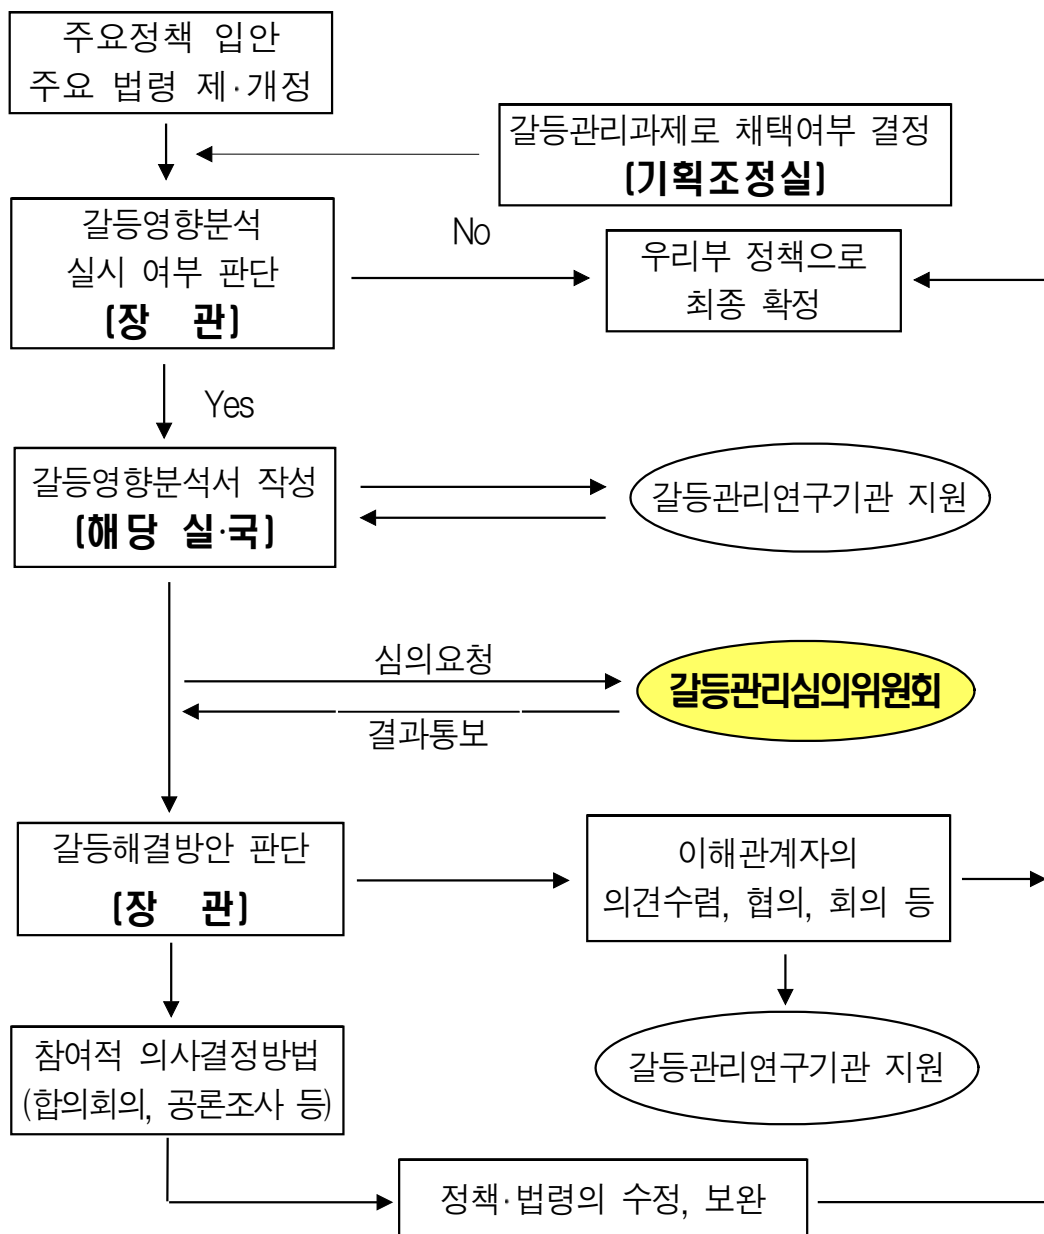 주요정책 입안
주요 법령 제·개정
갈등관리과제로 채택여부 결정
(기획조정실)
갈등영향분석
실시 여부 판단
(장 관)
No
우리부 정책으로
최종 확정
Yes
갈등영향분석서 작성
(해당 실·국)
갈등관리연구기관 지원
심의요청
갈등관리심의위원회
결과통보
갈등해결방안 판단
(장 관)
이해관계자의
의견수렴, 협의, 회의 등
참여적 의사결정방법
(합의회의, 공론조사 등)
갈등관리연구기관 지원
정책·법령의 수정, 보완